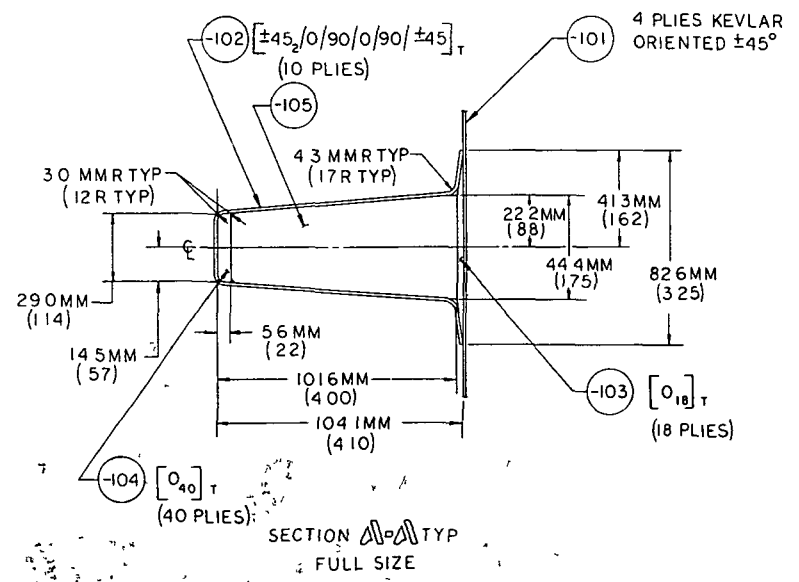 -102 [±45₂/0/90/0/90/±45]T
(10 PLIES)
-101
4 PLIES KEVLAR
ORIENTED ±45°
-105
30 MMR TYP
(12R TYP)
43 MMR TYP
(17R TYP)
222MM
(88)
413MM
(162)
℄
444MM
(175)
826MM
(325)
290MM
(114)
145MM
(57)
56MM
(22)
1016MM
(400)
1041MM
(410)
-103 [0₁₈]T
(18 PLIES)
-104 [0₄₀]T
(40 PLIES)
SECTION A-A TYP
FULL SIZE